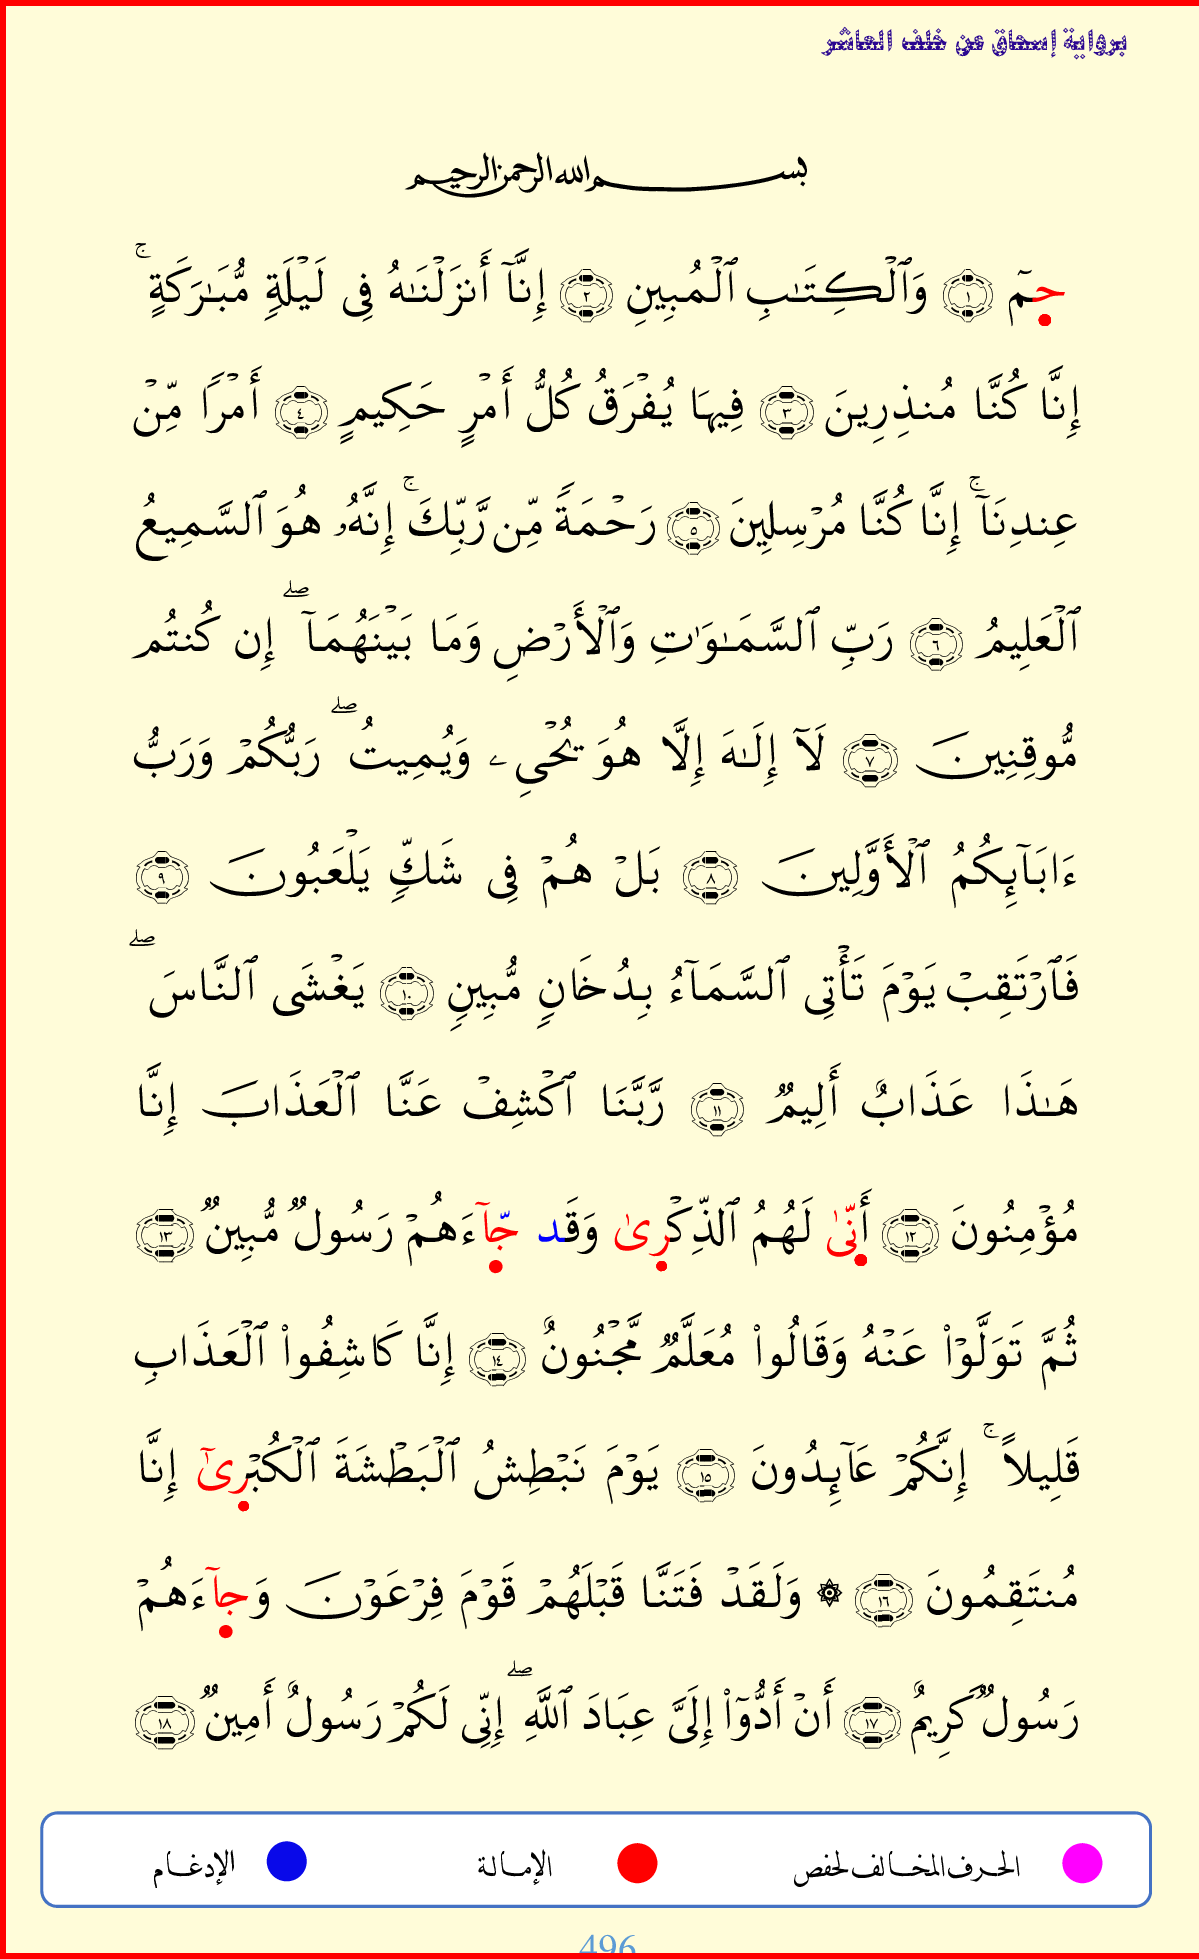 برواية إسحاق عن خلف العاشر
بسم الله الرحمن الرحيم
حمٓ ١ وَٱلْكِتَٰبِ ٱلْمُبِينِ ٢ إِنَّآ أَنزَلْنَٰهُ فِى لَيْلَةٍ مُّبَٰرَكَةٍ ۚ
إِنَّا كُنَّا مُنذِرِينَ ٣ فِيهَا يُفْرَقُ كُلُّ أَمْرٍ حَكِيمٍ ٤ أَمْرًا مِّنْ
عِندِنَآ ۚ إِنَّا كُنَّا مُرْسِلِينَ ٥ رَحْمَةً مِّن رَّبِّكَ ۚ إِنَّهُۥ هُوَ ٱلسَّمِيعُ
ٱلْعَلِيمُ ٦ رَبِّ ٱلسَّمَٰوَٰتِ وَٱلْأَرْضِ وَمَا بَيْنَهُمَآ ۖ إِن كُنتُم
مُّوقِنِينَ ٧ لَآ إِلَٰهَ إِلَّا هُوَ يُحْىِۦ وَيُمِيتُ ۖ رَبُّكُمْ وَرَبُّ
ءَابَآئِكُمُ ٱلْأَوَّلِينَ ٨ بَلْ هُمْ فِى شَكٍّ يَلْعَبُونَ ٩
فَٱرْتَقِبْ يَوْمَ تَأْتِى ٱلسَّمَآءُ بِدُخَانٍ مُّبِينٍ ١٠ يَغْشَى ٱلنَّاسَ ۖ
هَٰذَا عَذَابٌ أَلِيمٌ ١١ رَّبَّنَا ٱكْشِفْ عَنَّا ٱلْعَذَابَ إِنَّا
مُؤْمِنُونَ ١٢ أَنِّىٰ لَهُمُ ٱلذِّكْرِىٰ وَقَد جَّآءَهُمْ رَسُولٌ مُّبِينٌ ١٣
ثُمَّ تَوَلَّوْا۟ عَنْهُ وَقَالُوا۟ مُعَلَّمٌ مَّجْنُونٌ ١٤ إِنَّا كَاشِفُوا۟ ٱلْعَذَابِ
قَلِيلًا ۚ إِنَّكُمْ عَآئِدُونَ ١٥ يَوْمَ نَبْطِشُ ٱلْبَطْشَةَ ٱلْكُبْرِىٰٓ إِنَّا
مُنتَقِمُونَ ١٦ ۞ وَلَقَدْ فَتَنَّا قَبْلَهُمْ قَوْمَ فِرْعَوْنَ وَجآءَهُمْ
رَسُولٌ كَرِيمٌ ١٧ أَنْ أَدُّوٓا۟ إِلَىَّ عِبَادَ ٱللَّهِ ۖ إِنِّى لَكُمْ رَسُولٌ أَمِينٌ ١٨
الحرف المخالف لحفص الإمالة الإدغام
496